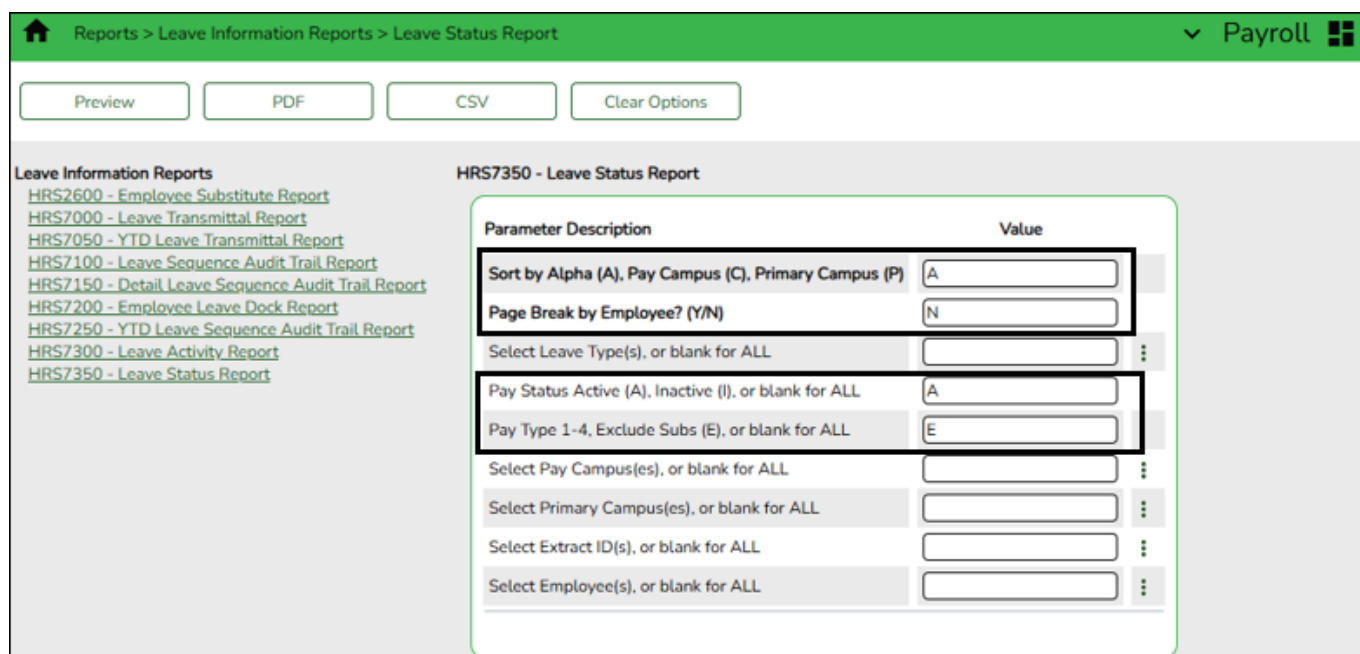 Reports > Leave Information Reports > Leave Status Report
Payroll
Preview
PDF
CSV
Clear Options
Leave Information Reports
HRS2600 - Employee Substitute Report
HRS7000 - Leave Transmittal Report
HRS7050 - YTD Leave Transmittal Report
HRS7100 - Leave Sequence Audit Trail Report
HRS7150 - Detail Leave Sequence Audit Trail Report
HRS7200 - Employee Leave Dock Report
HRS7250 - YTD Leave Sequence Audit Trail Report
HRS7300 - Leave Activity Report
HRS7350 - Leave Status Report
HRS7350 - Leave Status Report
Parameter Description Value
Sort by Alpha (A), Pay Campus (C), Primary Campus (P) A
Page Break by Employee? (Y/N) N
Select Leave Type(s), or blank for ALL
Pay Status Active (A), Inactive (I), or blank for ALL A
Pay Type 1-4, Exclude Subs (E), or blank for ALL E
Select Pay Campus(es), or blank for ALL
Select Primary Campus(es), or blank for ALL
Select Extract ID(s), or blank for ALL
Select Employee(s), or blank for ALL